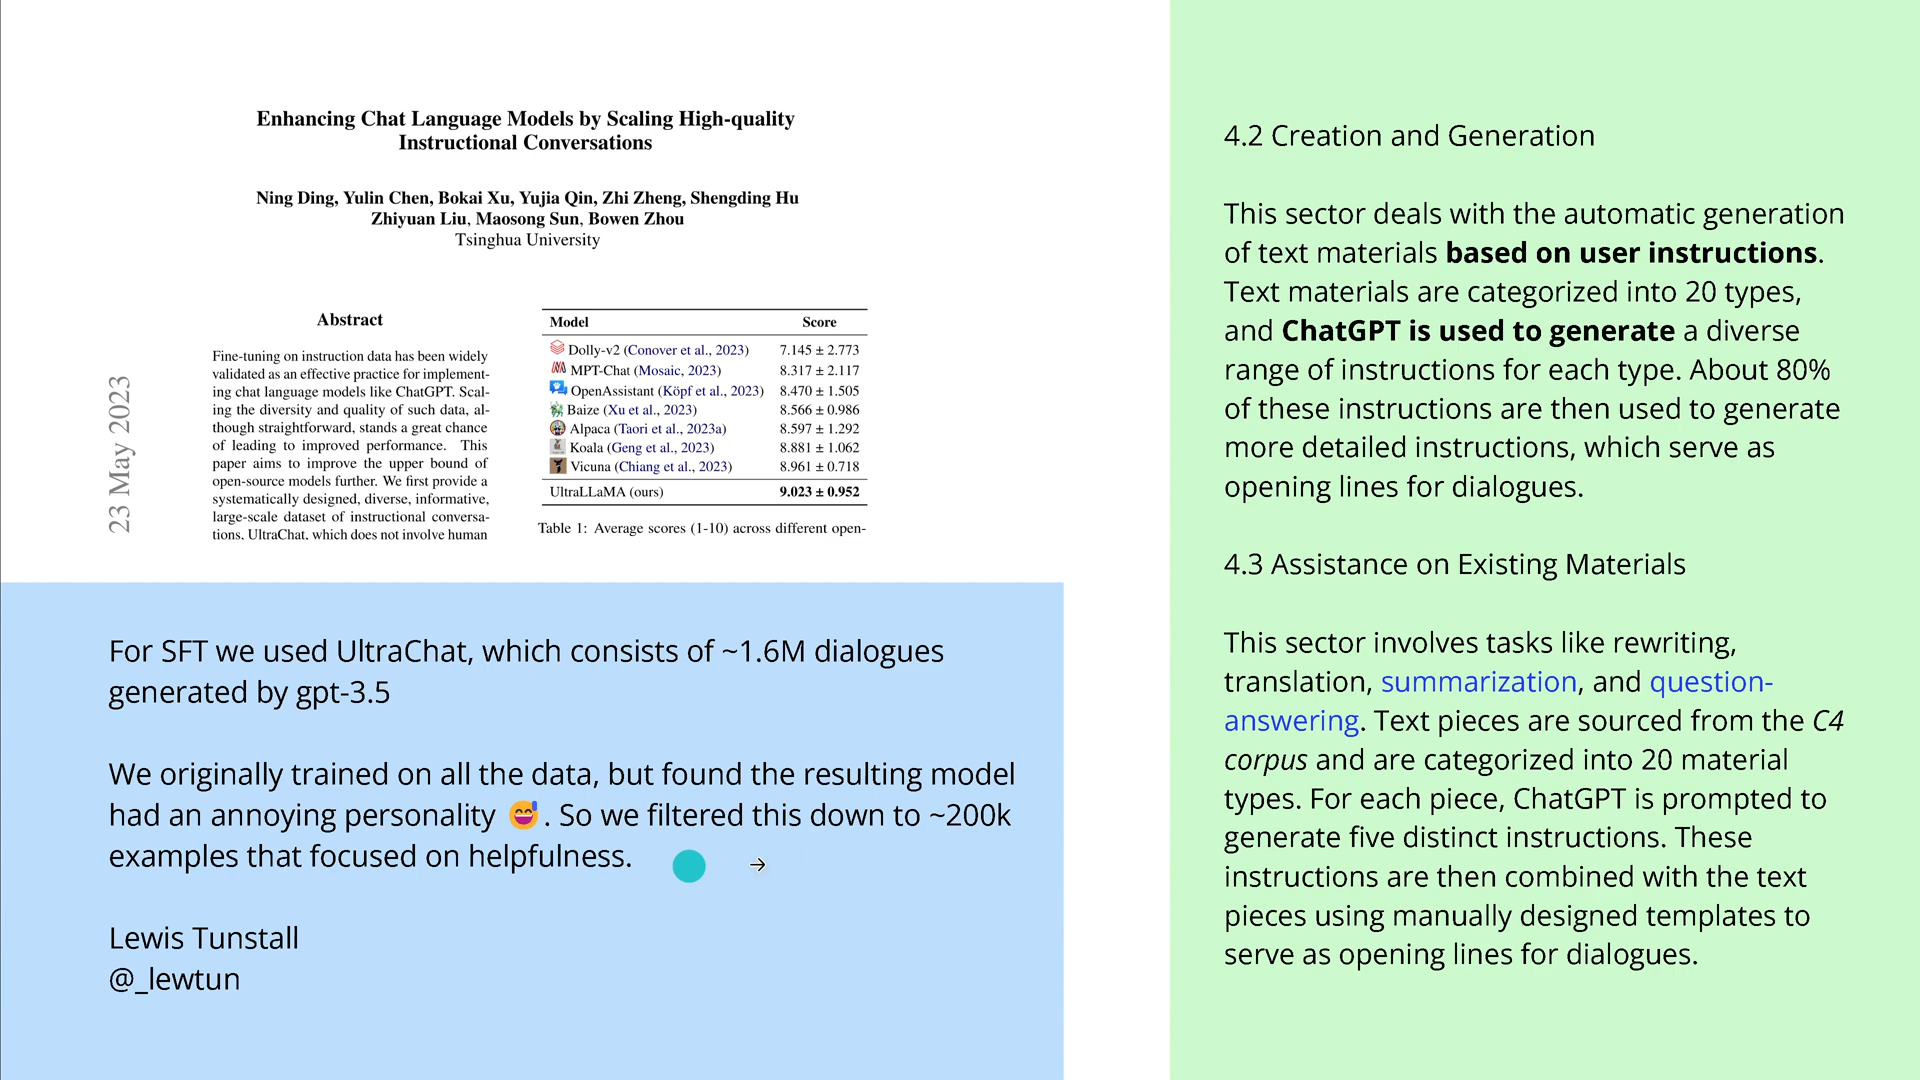 Enhancing Chat Language Models by Scaling High-quality
Instructional Conversations
Ning Ding, Yulin Chen, Bokai Xu, Yujia Qin, Zhi Zheng, Shengding Hu
Zhiyuan Liu, Maosong Sun, Bowen Zhou
Tsinghua University
23 May 2023
Abstract
Fine-tuning on instruction data has been widely
validated as an effective practice for implement-
ing chat language models like ChatGPT. Scal-
ing the diversity and quality of such data, al-
though straightforward, stands a great chance
of leading to improved performance. This
paper aims to improve the upper bound of
open-source models further. We first provide a
systematically designed, diverse, informative,
large-scale dataset of instructional conversa-
tions, UltraChat, which does not involve human
Model Score
Dolly-v2 (Conover et al., 2023) 7.145 ± 2.773
MPT-Chat (Mosaic, 2023) 8.317 ± 2.117
OpenAssistant (Köpf et al., 2023) 8.470 ± 1.505
Baize (Xu et al., 2023) 8.566 ± 0.986
Alpaca (Taori et al., 2023a) 8.597 ± 1.292
Koala (Geng et al., 2023) 8.881 ± 1.062
Vicuna (Chiang et al., 2023) 8.961 ± 0.718
UltraLLaMA (ours) 9.023 ± 0.952
Table 1: Average scores (1-10) across different open-
For SFT we used UltraChat, which consists of ~1.6M dialogues
generated by gpt-3.5
We originally trained on all the data, but found the resulting model
had an annoying personality 😅. So we filtered this down to ~200k
examples that focused on helpfulness.
Lewis Tunstall
@_lewtun
4.2 Creation and Generation
This sector deals with the automatic generation
of text materials based on user instructions.
Text materials are categorized into 20 types,
and ChatGPT is used to generate a diverse
range of instructions for each type. About 80%
of these instructions are then used to generate
more detailed instructions, which serve as
opening lines for dialogues.
4.3 Assistance on Existing Materials
This sector involves tasks like rewriting,
translation, summarization, and question-
answering. Text pieces are sourced from the C4
corpus and are categorized into 20 material
types. For each piece, ChatGPT is prompted to
generate five distinct instructions. These
instructions are then combined with the text
pieces using manually designed templates to
serve as opening lines for dialogues.